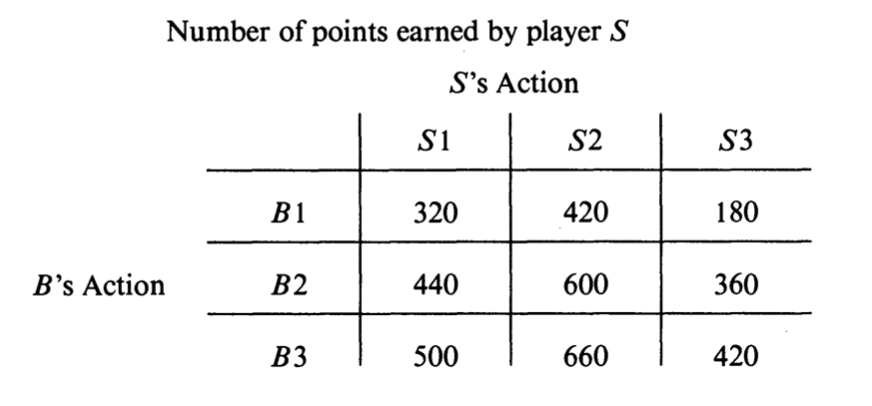 Number of points earned by player S
S's Action
S1 S2 S3
B1 320 420 180
B's Action B2 440 600 360
B3 500 660 420